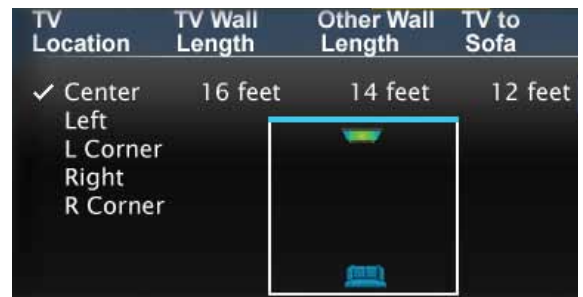 TV Location TV Wall Length Other Wall Length TV to Sofa
✓ Center 16 feet 14 feet 12 feet
Left
L Corner
Right
R Corner